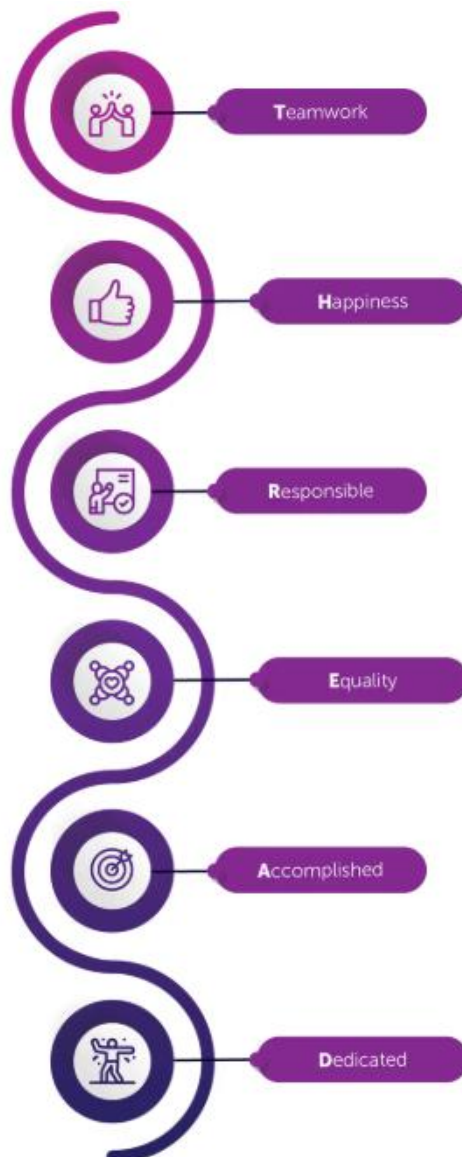 Teamwork
Happiness
Responsible
Equality
Accomplished
Dedicated